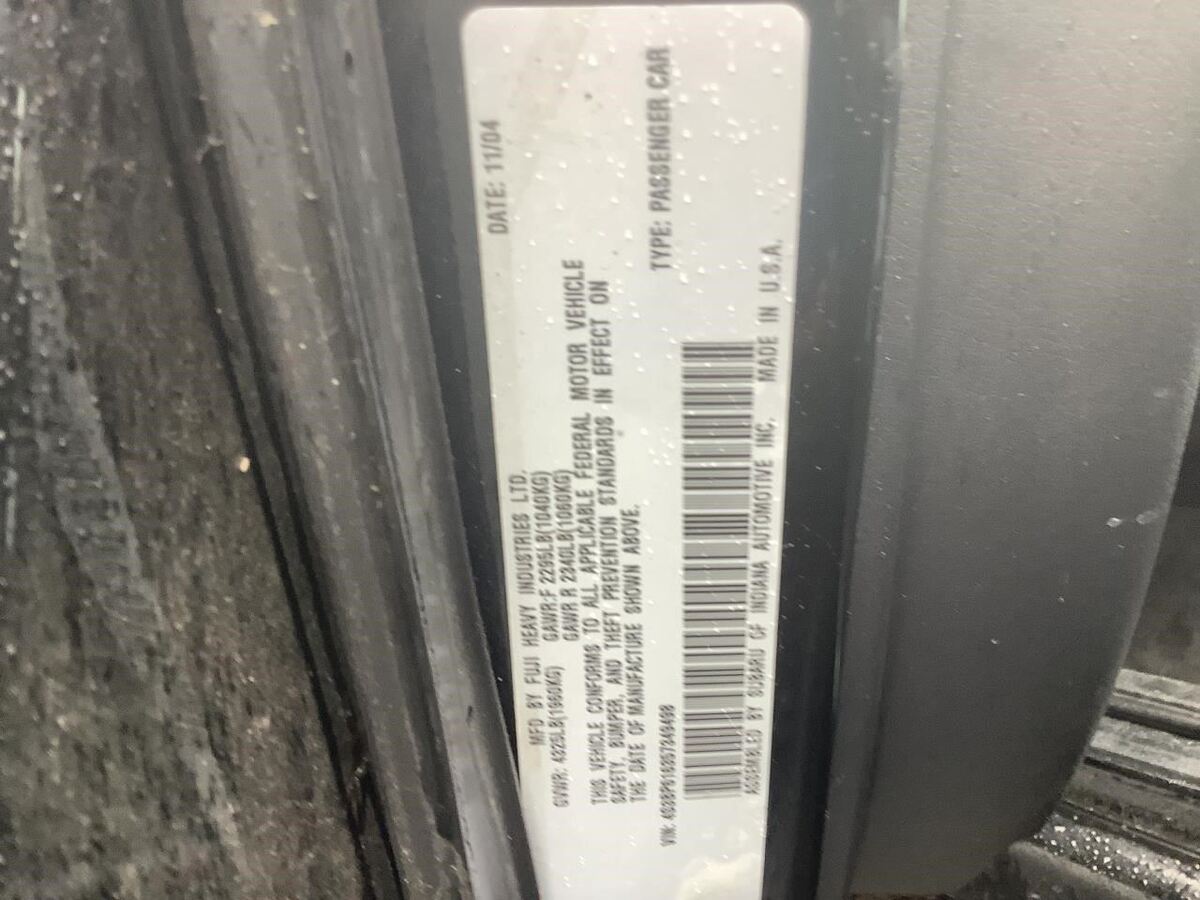 MFD BY FUJI HEAVY INDUSTRIES LTD. DATE: 11/04
GVWR: 4325LB(1960KG) GAWR:F 2295LB(1040KG)
GAWR R 2340LB(1060KG)
THIS VEHICLE CONFORMS TO ALL APPLICABLE FEDERAL MOTOR VEHICLE
SAFETY, BUMPER, AND THEFT PREVENTION STANDARDS IN EFFECT ON
THE DATE OF MANUFACTURE SHOWN ABOVE.
VIN: TYPE: PASSENGER CAR
ASSEMBLED BY SUBARU OF INDIANA AUTOMOTIVE INC. MADE IN U.S.A.